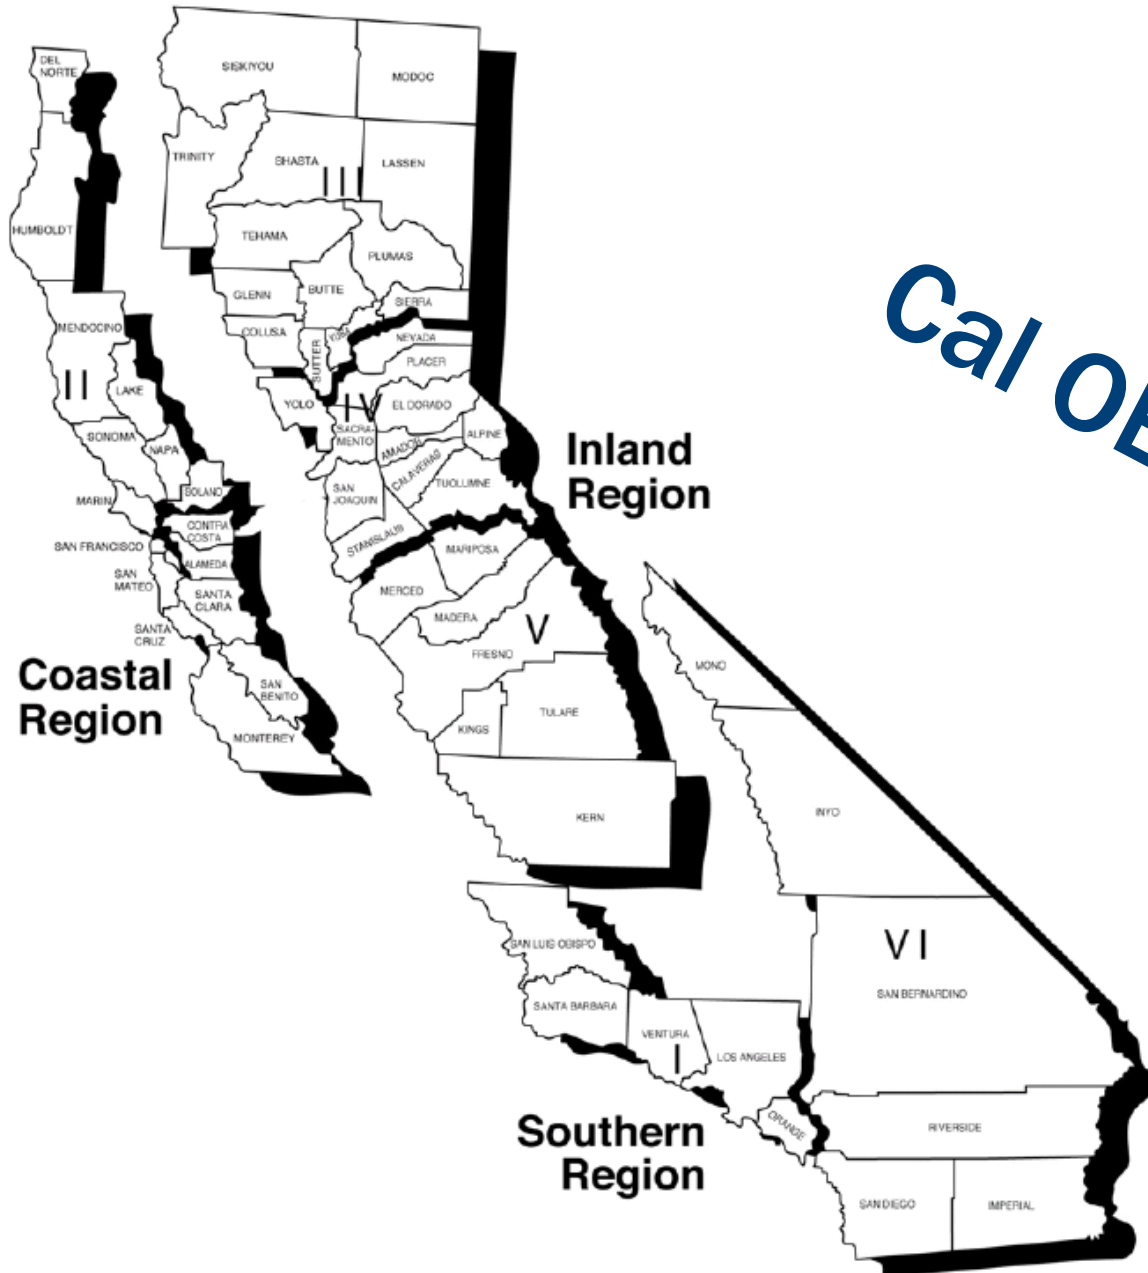 DEL
NORTE
SISKIYOU
MODOC
TRINITY
SHASTA
LASSEN
III
HUMBOLDT
TEHAMA
PLUMAS
GLENN
BUTTE
SIERRA
MENDOCINO
COLUSA
SUTTER
YUBA
NEVADA
PLACER
II
LAKE
YOLO
IV
EL DORADO
SACRA-
MENTO
ALPINE
SONOMA
NAPA
AMADOR
CALAVERAS
TUOLUMNE
SOLANO
SAN
JOAQUIN
MARIN
CONTRA
COSTA
STANISLAUS
SAN FRANCISCO
ALAMEDA
MARIPOSA
SAN
MATEO
SANTA
CLARA
MERCED
MADERA
SANTA
CRUZ
V
FRESNO
Inland
Region
Cal OE
Coastal
Region
SAN
BENITO
MONTEREY
KINGS
TULARE
MONO
KERN
INYO
SAN LUIS OBISPO
VI
SAN BERNARDINO
SANTA BARBARA
VENTURA
I
LOS ANGELES
ORANGE
RIVERSIDE
Southern
Region
SAN DIEGO
IMPERIAL